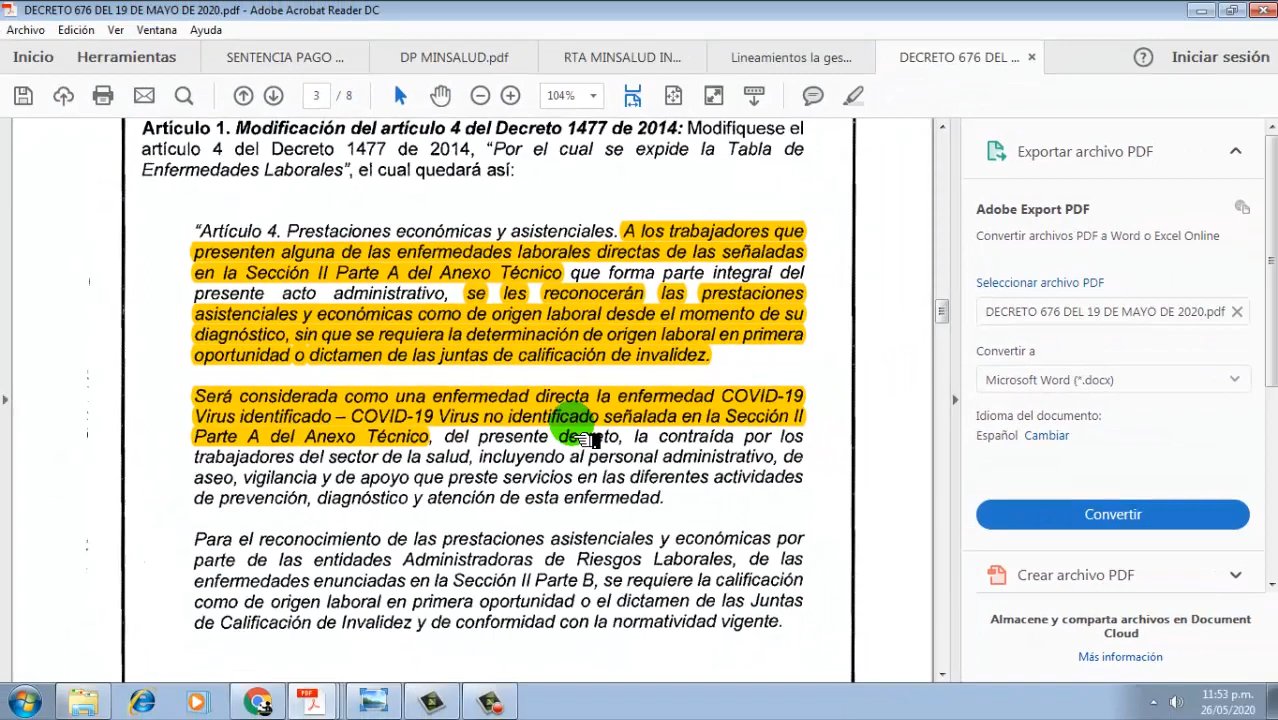 DECRETO 676 DEL 19 DE MAYO DE 2020.pdf - Adobe Acrobat Reader DC
Archivo Edición Ver Ventana Ayuda
Inicio Herramientas SENTENCIA PAGO ... DP MINSALUD.pdf RTA MINSALUD IN... Lineamientos la ges... DECRETO 676 DEL ... × Iniciar sesión
3 / 8 104%
Artículo 1. Modificación del artículo 4 del Decreto 1477 de 2014: Modifíquese el
artículo 4 del Decreto 1477 de 2014, "Por el cual se expide la Tabla de
Enfermedades Laborales", el cual quedará así:
"Artículo 4. Prestaciones económicas y asistenciales. A los trabajadores que
presenten alguna de las enfermedades laborales directas de las señaladas
en la Sección II Parte A del Anexo Técnico que forma parte integral del
presente acto administrativo, se les reconocerán las prestaciones
asistenciales y económicas como de origen laboral desde el momento de su
diagnóstico, sin que se requiera la determinación de origen laboral en primera
oportunidad o dictamen de las juntas de calificación de invalidez.
Será considerada como una enfermedad directa la enfermedad COVID-19
Virus identificado – COVID-19 Virus no identificado señalada en la Sección II
Parte A del Anexo Técnico, del presente decreto, la contraída por los
trabajadores del sector de la salud, incluyendo al personal administrativo, de
aseo, vigilancia y de apoyo que preste servicios en las diferentes actividades
de prevención, diagnóstico y atención de esta enfermedad.
Para el reconocimiento de las prestaciones asistenciales y económicas por
parte de las entidades Administradoras de Riesgos Laborales, de las
enfermedades enunciadas en la Sección II Parte B, se requiere la calificación
como de origen laboral en primera oportunidad o el dictamen de las Juntas
de Calificación de Invalidez y de conformidad con la normatividad vigente.
Exportar archivo PDF
Adobe Export PDF
Convertir archivos PDF a Word o Excel Online
Seleccionar archivo PDF
DECRETO 676 DEL 19 DE MAYO DE 2020.pdf ×
Convertir a
Microsoft Word (*.docx)
Idioma del documento:
Español Cambiar
Convertir
Crear archivo PDF
Almacene y comparta archivos en Document
Cloud
Más información
11:53 p.m.
26/05/2020